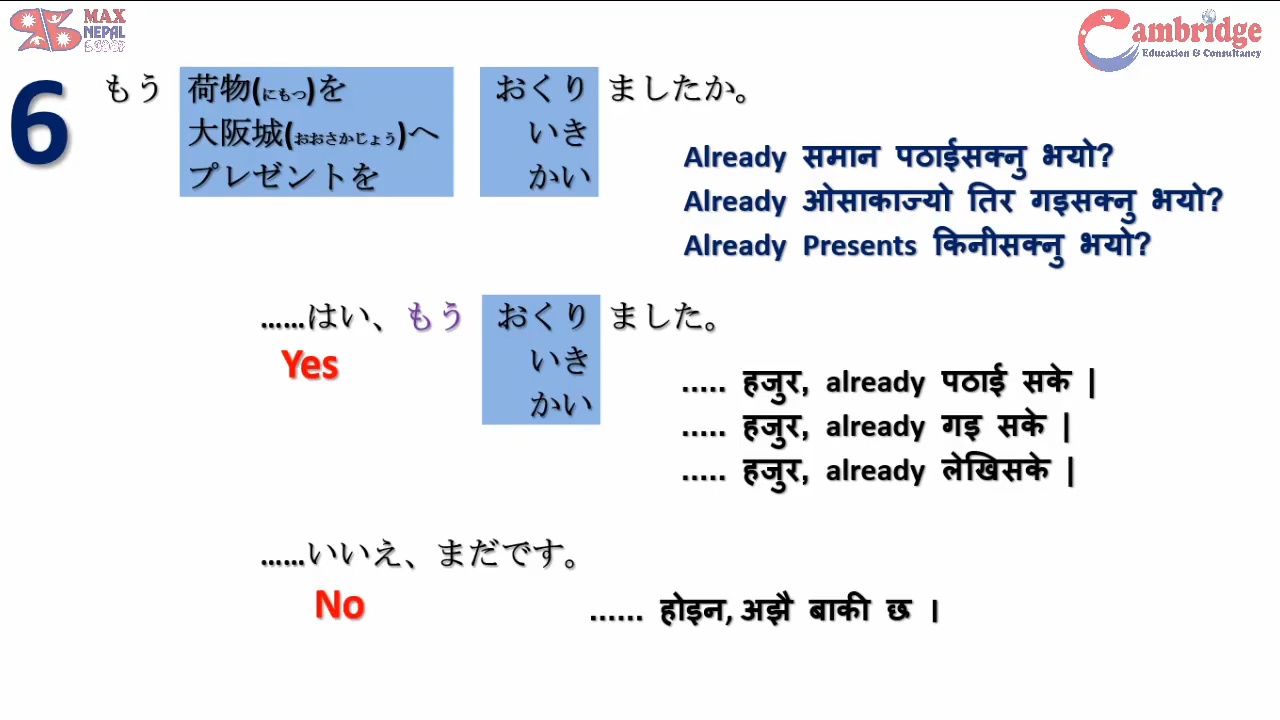 MAX
NEPAL
Cambridge
Education & Consultancy
6
もう 荷物(にもつ)を おくり ましたか。
大阪城(おおさかじょう)へ いき
プレゼントを かい
Already समान पठाईसक्नु भयो?
Already ओसाकाज्यो तिर गइसक्नु भयो?
Already Presents किनीसक्नु भयो?
……はい、もう おくり ました。
いき
かい
Yes
..... हजुर, already पठाई सके |
..... हजुर, already गइ सके |
..... हजुर, already लेखिसके |
……いいえ、まだです。
No
...... होइन, अझै बाकी छ ।